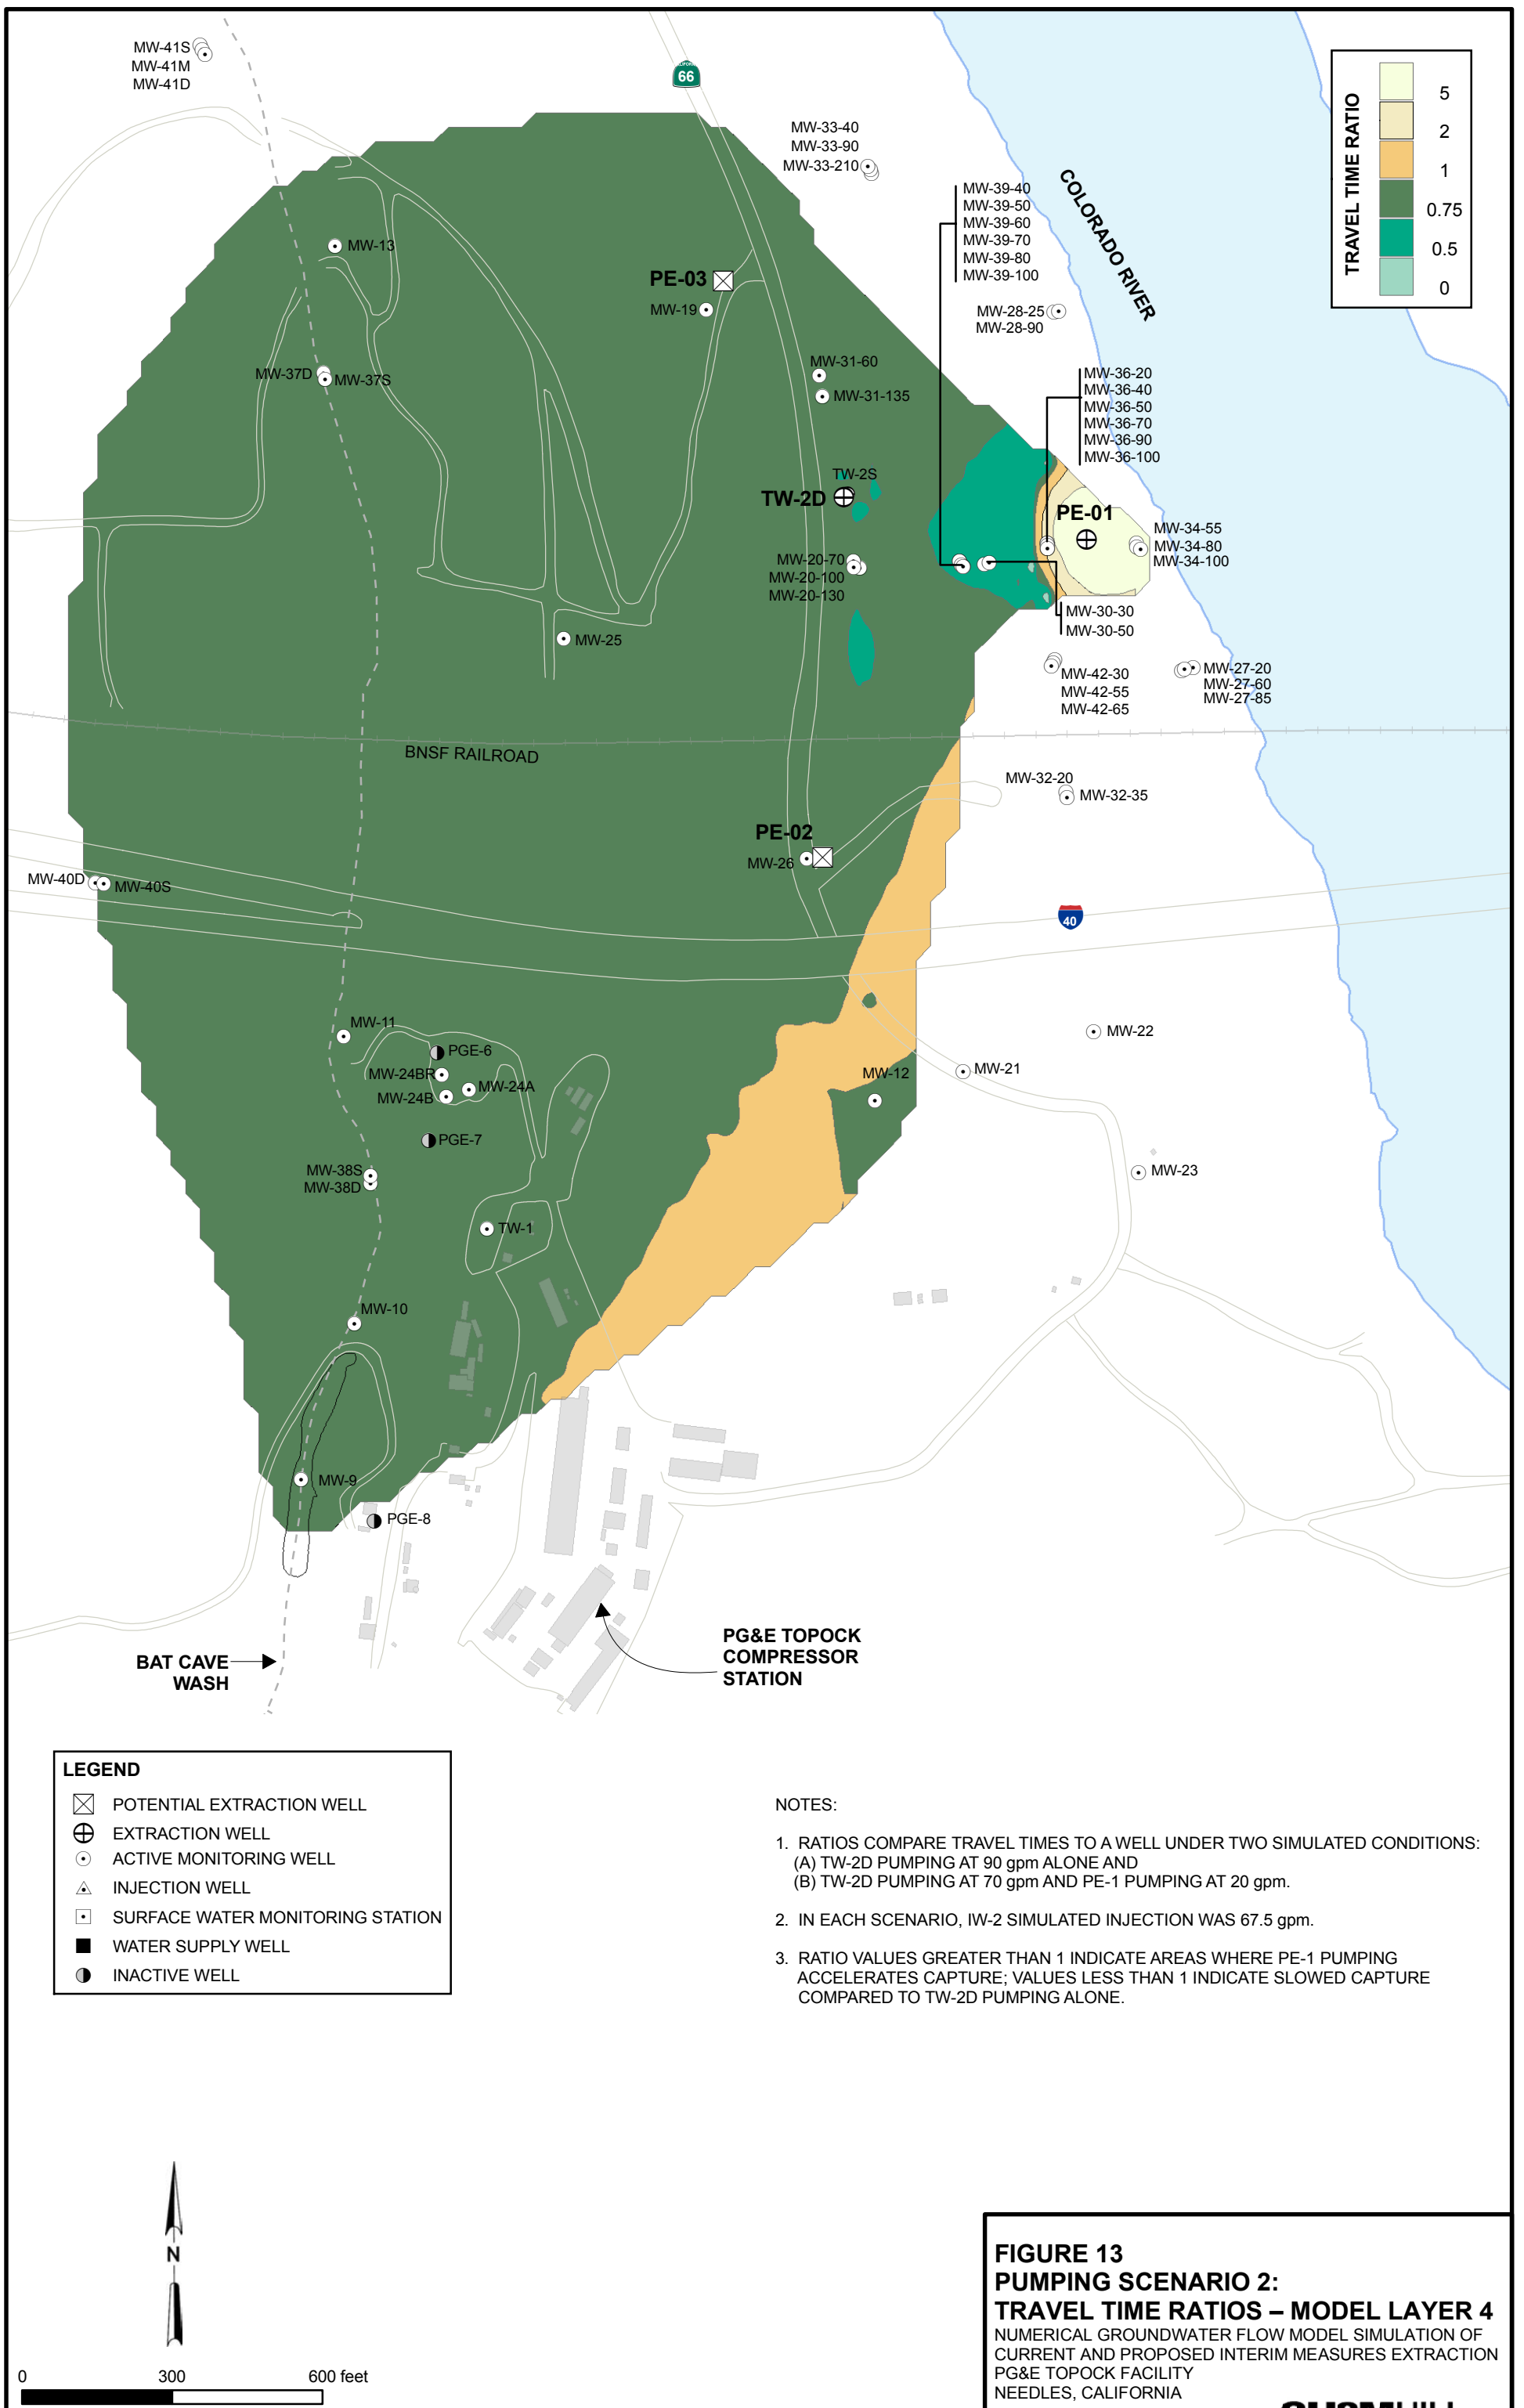 MW-41S
MW-41M
MW-41D
66
MW-33-40
MW-33-90
MW-33-210
COLORADO RIVER
TRAVEL TIME RATIO
5
2
1
0.75
0.5
0
MW-39-40
MW-39-50
MW-39-60
MW-39-70
MW-39-80
MW-39-100
MW-13
PE-03
MW-19
MW-28-25
MW-28-90
MW-37D
MW-37S
MW-31-60
MW-31-135
MW-36-20
MW-36-40
MW-36-50
MW-36-70
MW-36-90
MW-36-100
TW-2S
TW-2D
PE-01
MW-34-55
MW-34-80
MW-34-100
MW-20-70
MW-20-100
MW-20-130
MW-30-30
MW-30-50
MW-25
MW-42-30
MW-42-55
MW-42-65
MW-27-20
MW-27-60
MW-27-85
BNSF RAILROAD
MW-32-20
MW-32-35
PE-02
MW-26
MW-40D
MW-40S
40
MW-11
MW-22
PGE-6
MW-24BR
MW-24A
MW-24B
MW-12
MW-21
PGE-7
MW-38S
MW-38D
MW-23
TW-1
MW-10
MW-9
PGE-8
BAT CAVE
WASH
PG&E TOPOCK
COMPRESSOR
STATION
LEGEND
POTENTIAL EXTRACTION WELL
EXTRACTION WELL
ACTIVE MONITORING WELL
INJECTION WELL
SURFACE WATER MONITORING STATION
WATER SUPPLY WELL
INACTIVE WELL
NOTES:
1. RATIOS COMPARE TRAVEL TIMES TO A WELL UNDER TWO SIMULATED CONDITIONS:
(A) TW-2D PUMPING AT 90 gpm ALONE AND
(B) TW-2D PUMPING AT 70 gpm AND PE-1 PUMPING AT 20 gpm.
2. IN EACH SCENARIO, IW-2 SIMULATED INJECTION WAS 67.5 gpm.
3. RATIO VALUES GREATER THAN 1 INDICATE AREAS WHERE PE-1 PUMPING
ACCELERATES CAPTURE; VALUES LESS THAN 1 INDICATE SLOWED CAPTURE
COMPARED TO TW-2D PUMPING ALONE.
N
0 300 600 feet
FIGURE 13
PUMPING SCENARIO 2:
TRAVEL TIME RATIOS – MODEL LAYER 4
NUMERICAL GROUNDWATER FLOW MODEL SIMULATION OF
CURRENT AND PROPOSED INTERIM MEASURES EXTRACTION
PG&E TOPOCK FACILITY
NEEDLES, CALIFORNIA